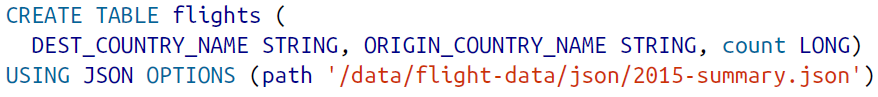 CREATE TABLE flights (
  DEST_COUNTRY_NAME STRING, ORIGIN_COUNTRY_NAME STRING, count LONG)
USING JSON OPTIONS (path '/data/flight-data/json/2015-summary.json')